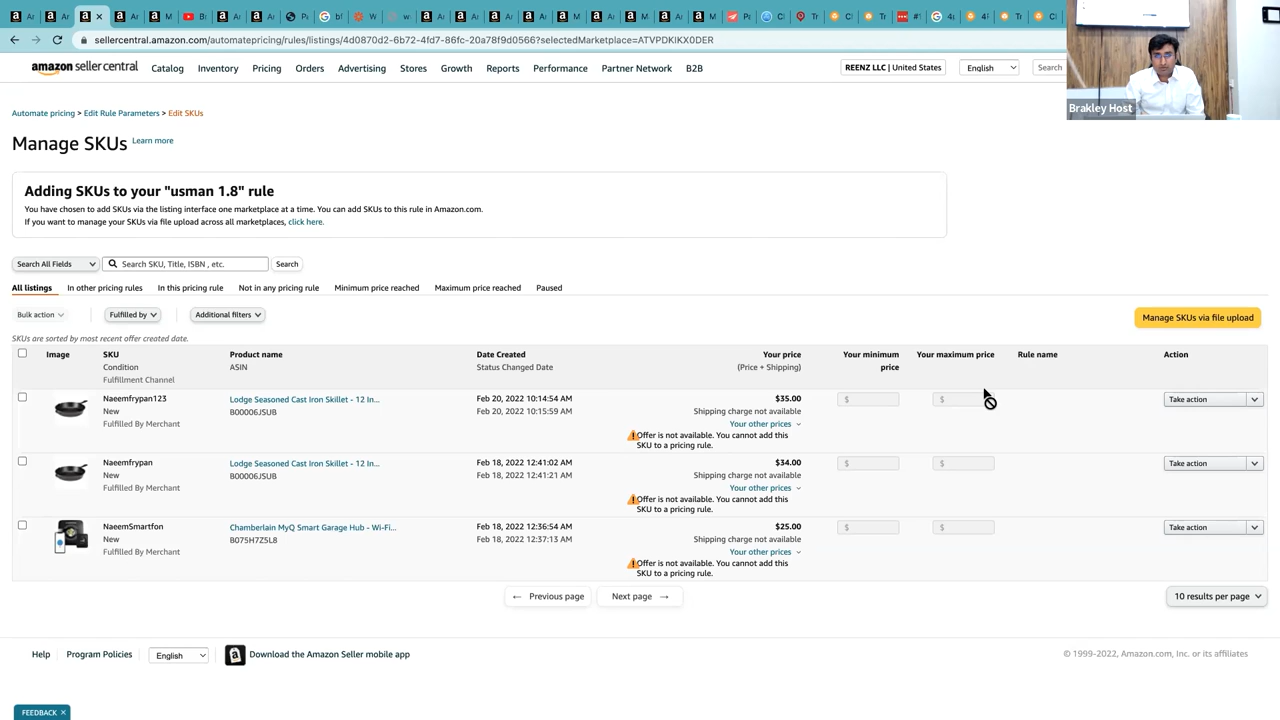 sellercentral.amazon.com/automatepricing/rules/listings/4d0870d2-6b72-4fd7-86fc-20a78f9d0566?selectedMarketplace=ATVPDKIKX0DER
amazon seller central
Catalog Inventory Pricing Orders Advertising Stores Growth Reports Performance Partner Network B2B
REENZ LLC | United States
English
Search
Brakley Host
Automate pricing > Edit Rule Parameters > Edit SKUs
Manage SKUs Learn more
Adding SKUs to your "usman 1.8" rule
You have chosen to add SKUs via the listing interface one marketplace at a time. You can add SKUs to this rule in Amazon.com.
If you want to manage your SKUs via file upload across all marketplaces, click here.
Search All Fields Search SKU, Title, ISBN , etc. Search
All listings In other pricing rules In this pricing rule Not in any pricing rule Minimum price reached Maximum price reached Paused
Bulk action Fulfilled by Additional filters
Manage SKUs via file upload
SKUs are sorted by most recent offer created date.
Image SKU Product name Date Created Your price Your minimum Your maximum price Rule name Action
Condition ASIN Status Changed Date (Price + Shipping) price
Fulfillment Channel
Naeemfrypan123 Lodge Seasoned Cast Iron Skillet - 12 In... Feb 20, 2022 10:14:54 AM $35.00 $ $ Take action
New B00006JSUB Feb 20, 2022 10:15:59 AM Shipping charge not available
Fulfilled By Merchant Your other prices
Offer is not available. You cannot add this
SKU to a pricing rule.
Naeemfrypan Lodge Seasoned Cast Iron Skillet - 12 In... Feb 18, 2022 12:41:02 AM $34.00 $ $ Take action
New B00006JSUB Feb 18, 2022 12:41:21 AM Shipping charge not available
Fulfilled By Merchant Your other prices
Offer is not available. You cannot add this
SKU to a pricing rule.
NaeemSmartfon Chamberlain MyQ Smart Garage Hub - Wi-Fi... Feb 18, 2022 12:36:54 AM $25.00 $ $ Take action
New B075H7Z5L8 Feb 18, 2022 12:37:13 AM Shipping charge not available
Fulfilled By Merchant Your other prices
Offer is not available. You cannot add this
SKU to a pricing rule.
← Previous page Next page →
10 results per page
Help Program Policies English Download the Amazon Seller mobile app
© 1999-2022, Amazon.com, Inc. or its affiliates
FEEDBACK ×